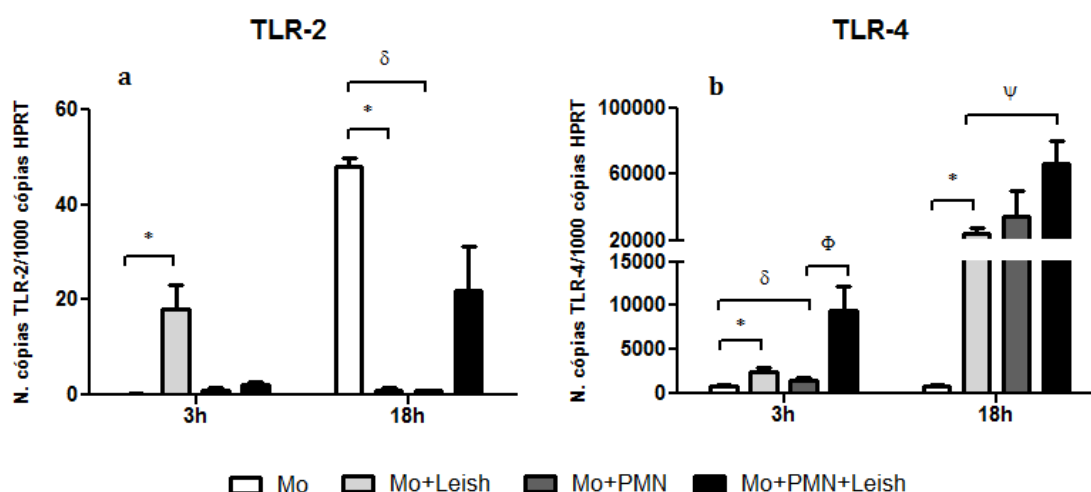 TLR-2
a
N. cópias TLR-2/1000 cópias HPRT
60
40
20
0
*
δ
*
3h
18h
TLR-4
b
N. cópias TLR-4/1000 cópias HPRT
100000
60000
20000
15000
10000
5000
0
δ
*
Φ
*
ψ
3h
18h
Mo Mo+Leish Mo+PMN Mo+PMN+Leish